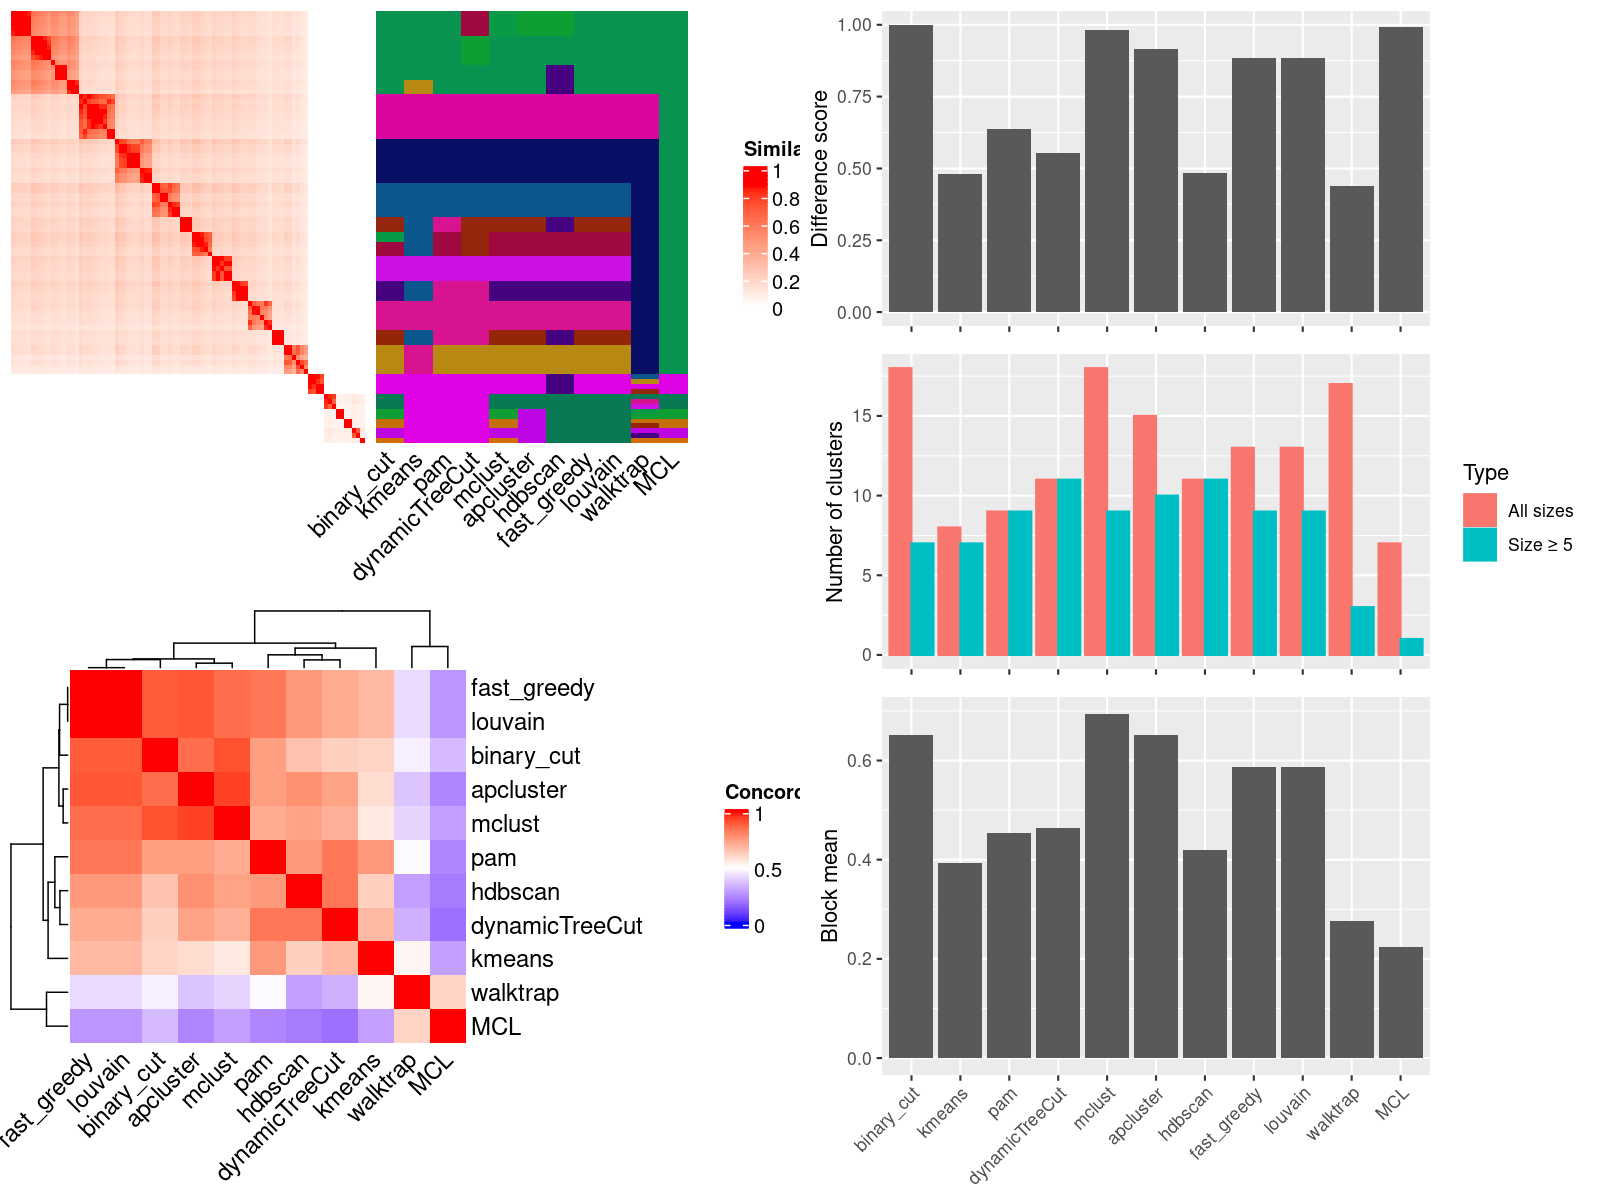 Simila
1
0.8
0.6
0.4
0.2
0
binary_cut
kmeans
pam
dynamicTreeCut
mclust
apcluster
hdbscan
fast_greedy
louvain
walktrap
MCL
fast_greedy
louvain
binary_cut
apcluster
mclust
pam
hdbscan
dynamicTreeCut
kmeans
walktrap
MCL
fast_greedy
louvain
binary_cut
apcluster
mclust
pam
hdbscan
dynamicTreeCut
kmeans
walktrap
MCL
Concord
1
0.5
0
Difference score
1.00
0.75
0.50
0.25
0.00
Number of clusters
15
10
5
0
Type
All sizes
Size ≥ 5
Block mean
0.6
0.4
0.2
0.0
binary_cut
kmeans
pam
dynamicTreeCut
mclust
apcluster
hdbscan
fast_greedy
louvain
walktrap
MCL